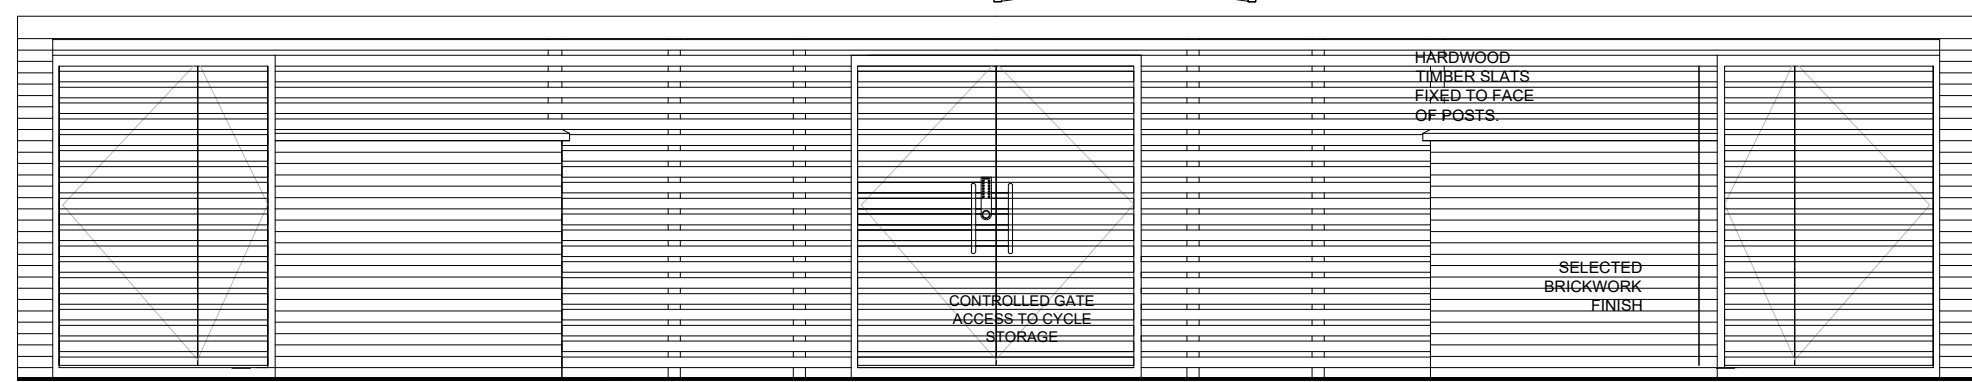 HARDWOOD
TIMBER SLATS
FIXED TO FACE
OF POSTS.
SELECTED
BRICKWORK
FINISH
CONTROLLED GATE
ACCESS TO CYCLE
STORAGE